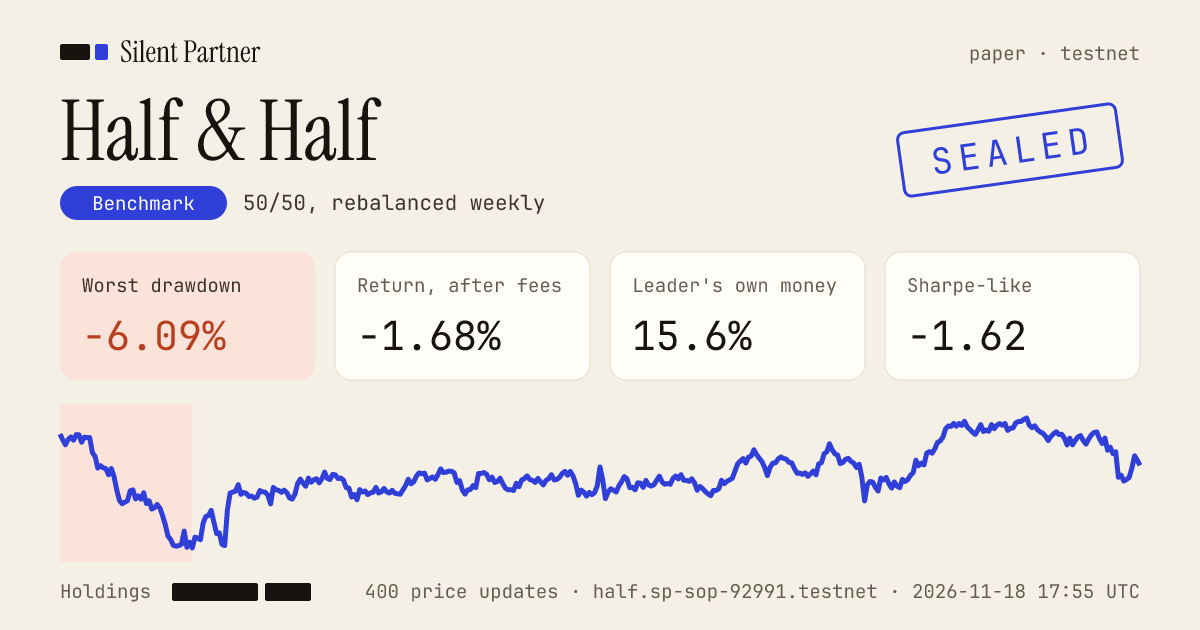 Silent Partner
paper · testnet
Half & Half
SEALED
Benchmark
50/50, rebalanced weekly
Worst drawdown
-6.09%
Return, after fees
-1.68%
Leader's own money
15.6%
Sharpe-like
-1.62
Holdings
400 price updates · half.sp-sop-92991.testnet · 2026-11-18 17:55 UTC